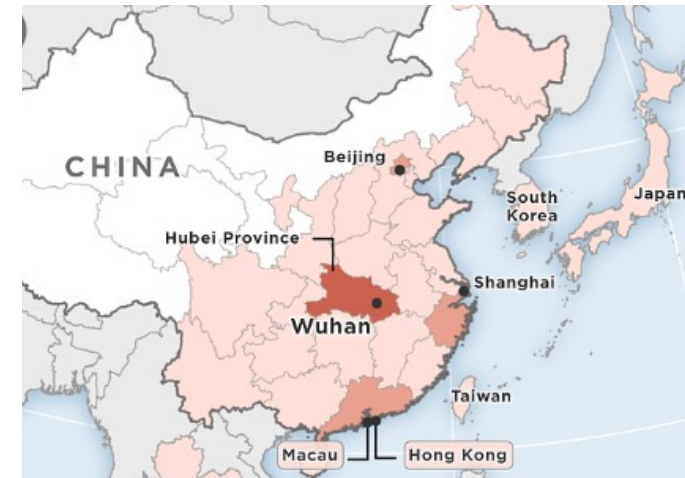 Beijing
CHINA
South
Korea
Japan
Hubei Province
Shanghai
Wuhan
Taiwan
Macau
Hong Kong